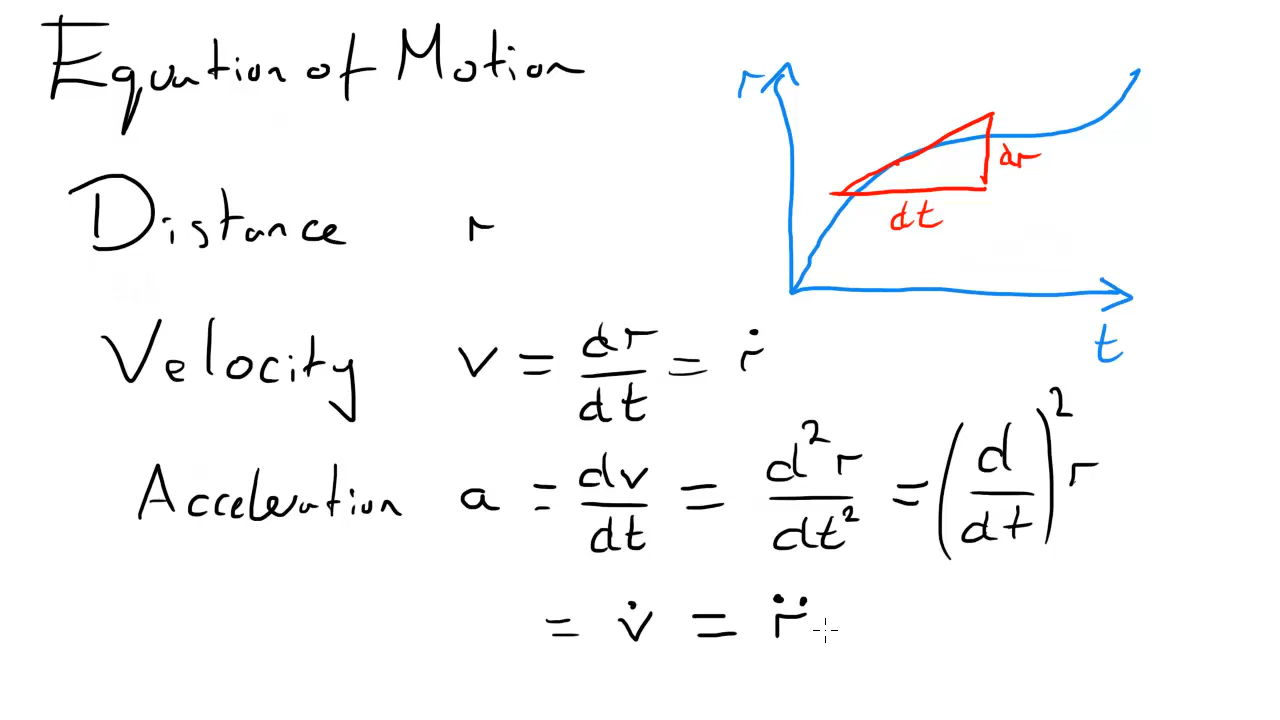 Equation of Motion
r
dr
dt
t
Distance r
Velocity v = dr/dt = ṙ
Acceleration a = dv/dt = d²r/dt² = (d/dt)² r
= v̇ = r̈